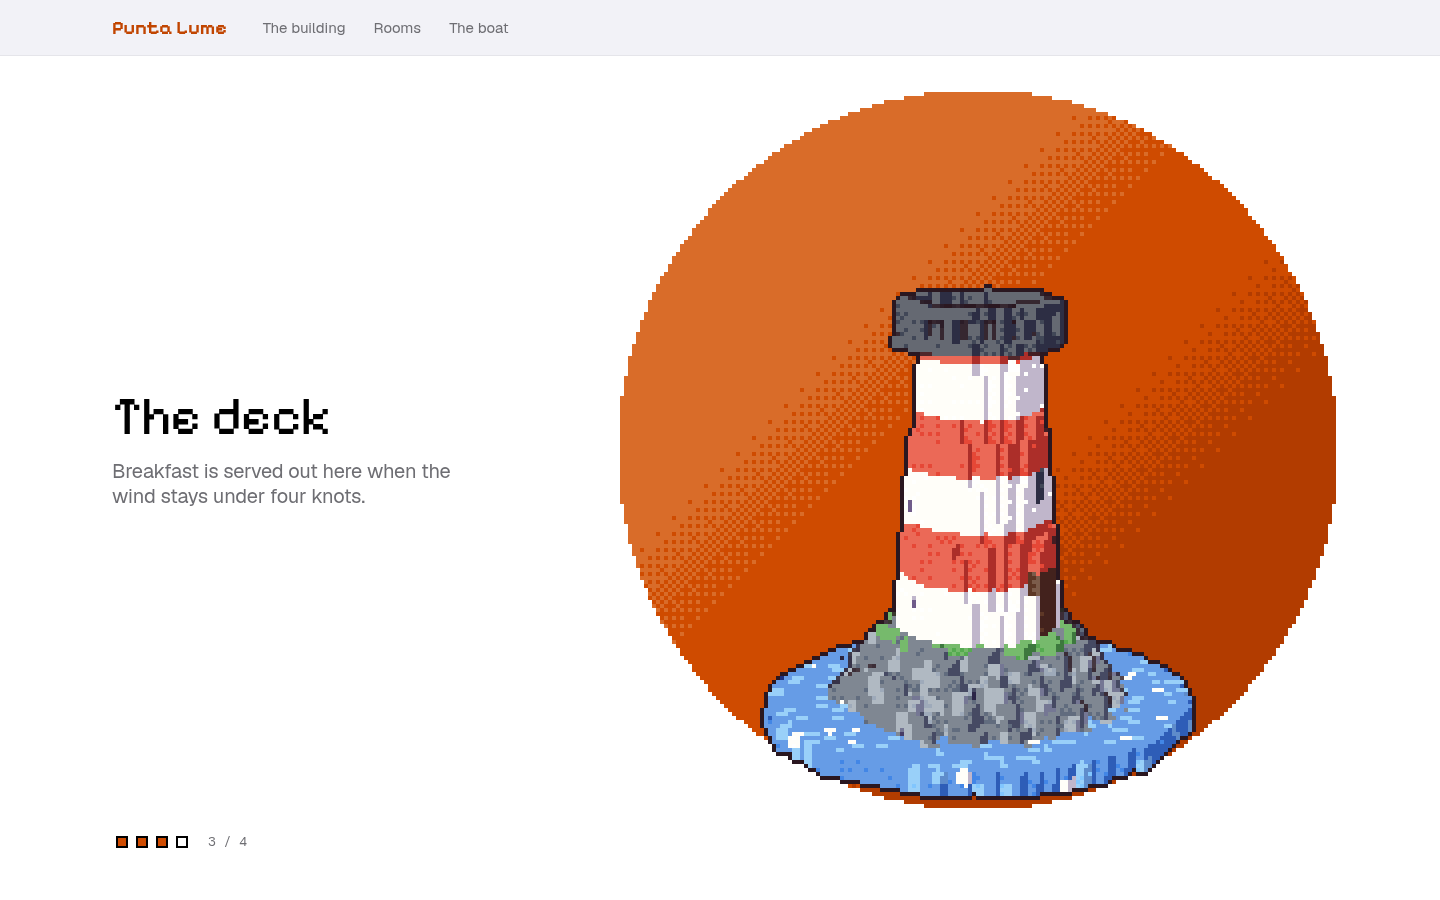 Punta Lume
The building
Rooms
The boat
The deck
Breakfast is served out here when the
wind stays under four knots.
3 / 4